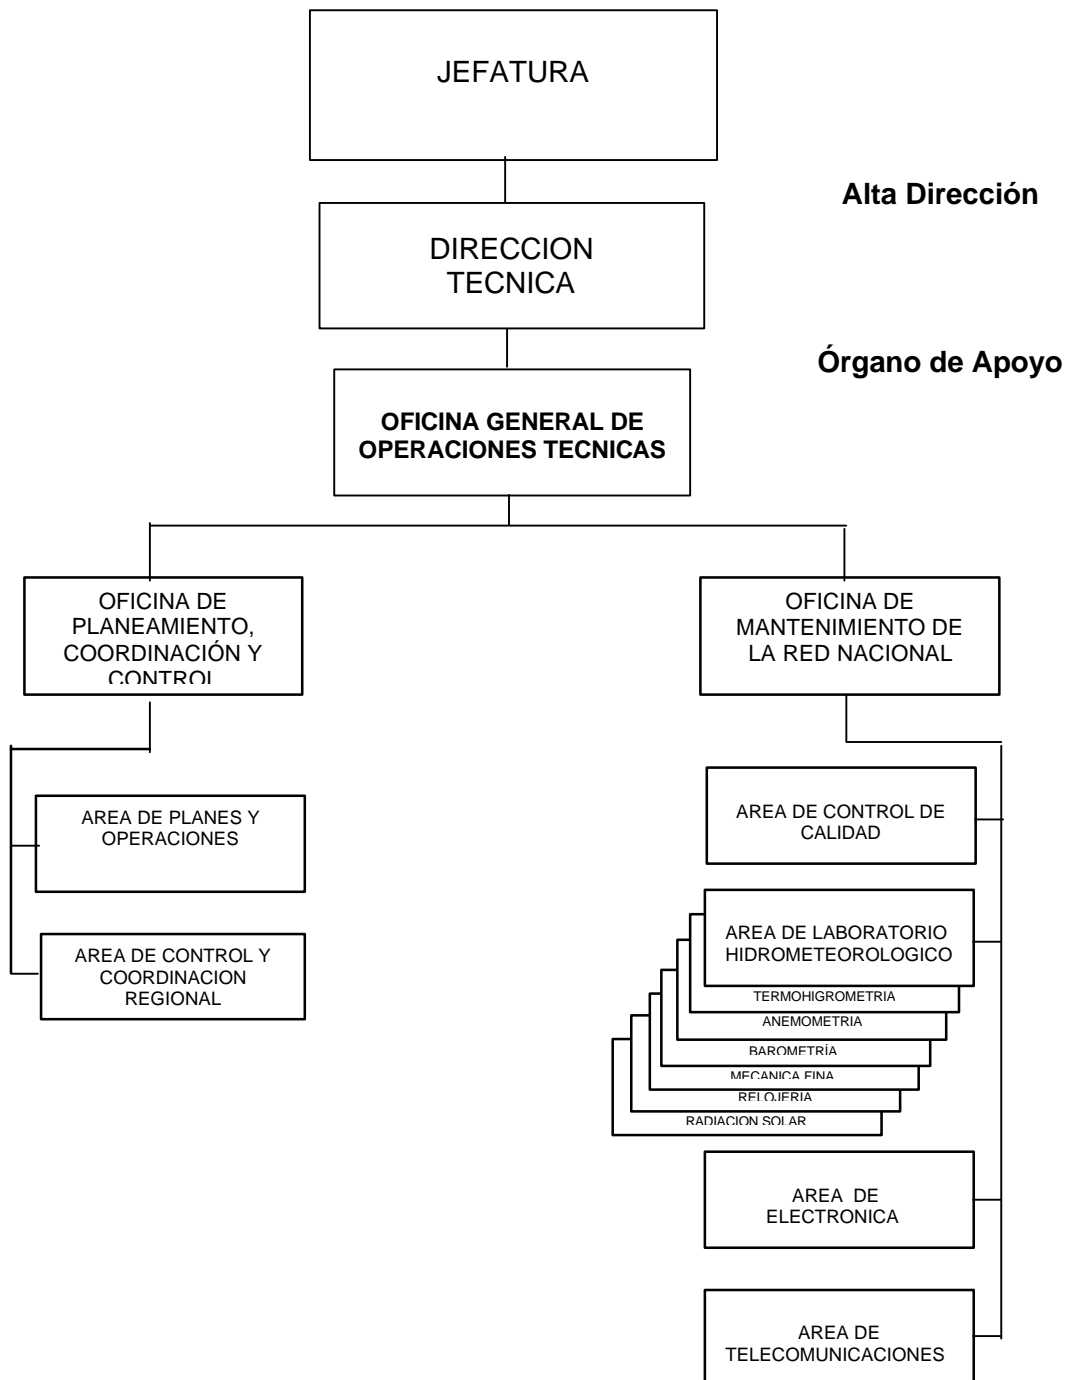 JEFATURA
Alta Dirección
DIRECCION
TECNICA
Órgano de Apoyo
OFICINA GENERAL DE
OPERACIONES TECNICAS
OFICINA DE
PLANEAMIENTO,
COORDINACIÓN Y
CONTROL
OFICINA DE
MANTENIMIENTO DE
LA RED NACIONAL
AREA DE PLANES Y
OPERACIONES
AREA DE CONTROL Y
COORDINACION
REGIONAL
AREA DE CONTROL DE
CALIDAD
AREA DE LABORATORIO
HIDROMETEOROLOGICO
TERMOHIGROMETRIA
ANEMOMETRIA
BAROMETRÍA
MECANICA FINA
RELOJERIA
RADIACION SOLAR
AREA DE
ELECTRONICA
AREA DE
TELECOMUNICACIONES